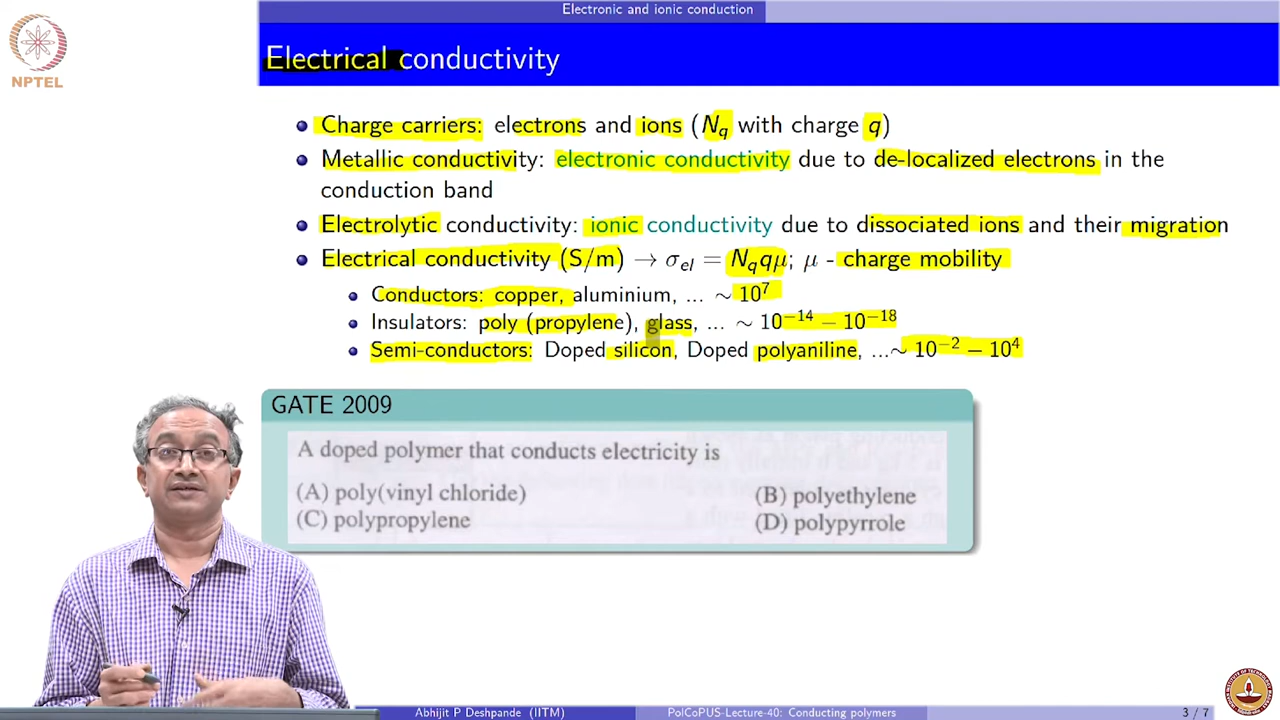 Electronic and ionic conduction
NPTEL
Electrical conductivity
Charge carriers: electrons and ions (N_q with charge q)
Metallic conductivity: electronic conductivity due to de-localized electrons in the
conduction band
Electrolytic conductivity: ionic conductivity due to dissociated ions and their migration
Electrical conductivity (S/m) → σ_el = N_q qμ; μ - charge mobility
Conductors: copper, aluminium, ... ∼ 10^7
Insulators: poly (propylene), glass, ... ∼ 10^−14 − 10^−18
Semi-conductors: Doped silicon, Doped polyaniline, ...∼ 10^−2 − 10^4
GATE 2009
A doped polymer that conducts electricity is
(A) poly(vinyl chloride)
(B) polyethylene
(C) polypropylene
(D) polypyrrole
Abhijit P Deshpande (IITM)
PolCoPUS-Lecture-40: Conducting polymers
3 / 7